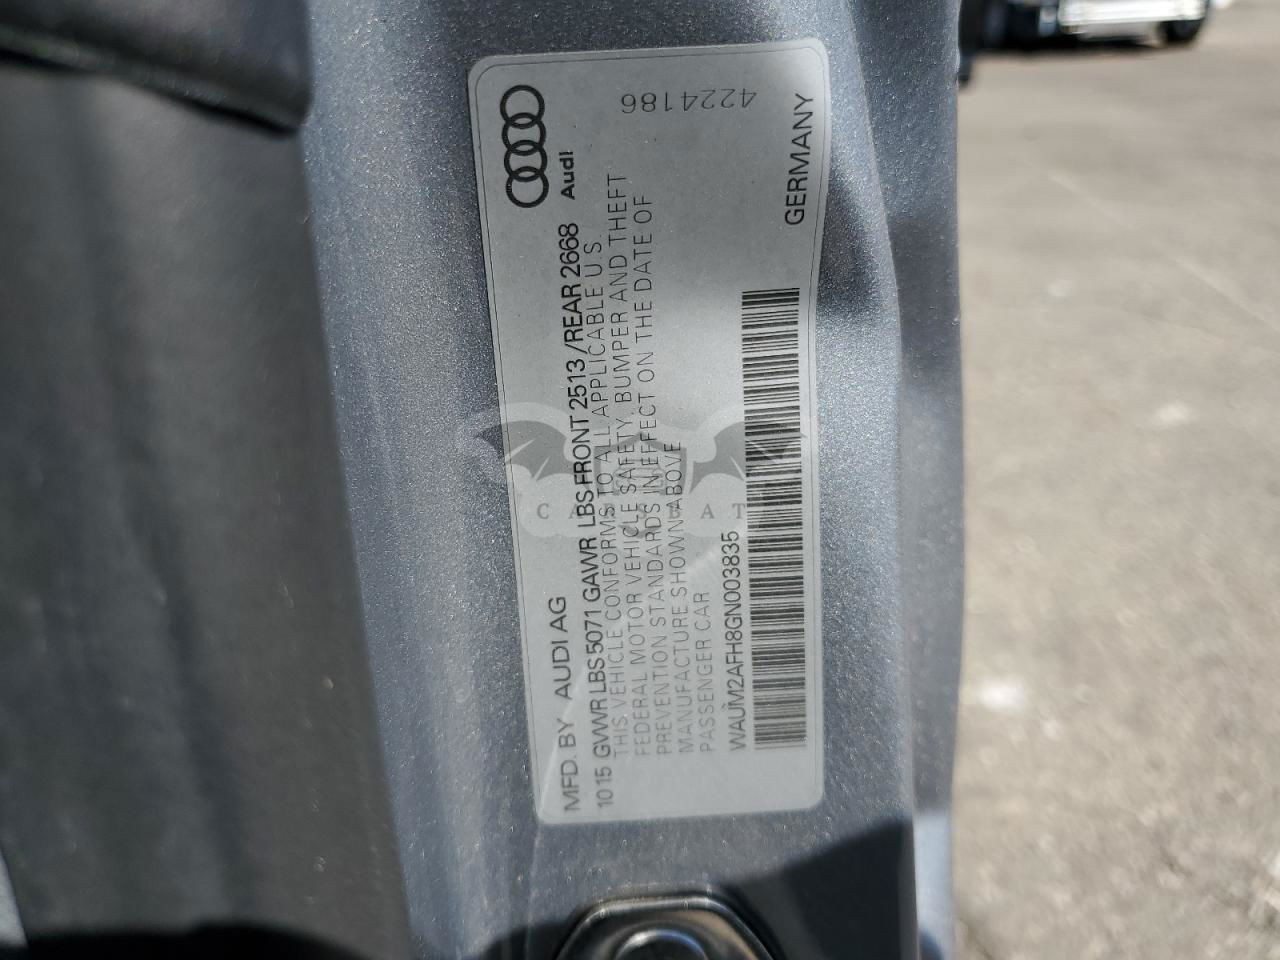 4224186
Audi
MFD. BY AUDI AG
10 15 GVWR LBS 5071 GAWR LBS FRONT 2513 / REAR 2668
THIS VEHICLE CONFORMS TO ALL APPLICABLE U.S.
FEDERAL MOTOR VEHICLE SAFETY, BUMPER AND THEFT
PREVENTION STANDARDS IN EFFECT ON THE DATE OF
MANUFACTURE SHOWN ABOVE
PASSENGER CAR
WAUM2AFH8GN003835
GERMANY